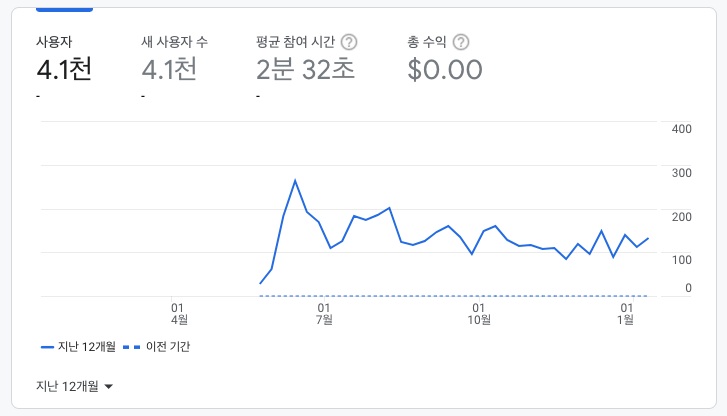 사용자 새 사용자 수 평균 참여 시간 ? 총 수익 ?
4.1천 4.1천 2분 32초 $0.00
- - -
400
300
200
100
0
01 01 01 01
4월 7월 10월 1월
지난 12개월 이전 기간
지난 12개월